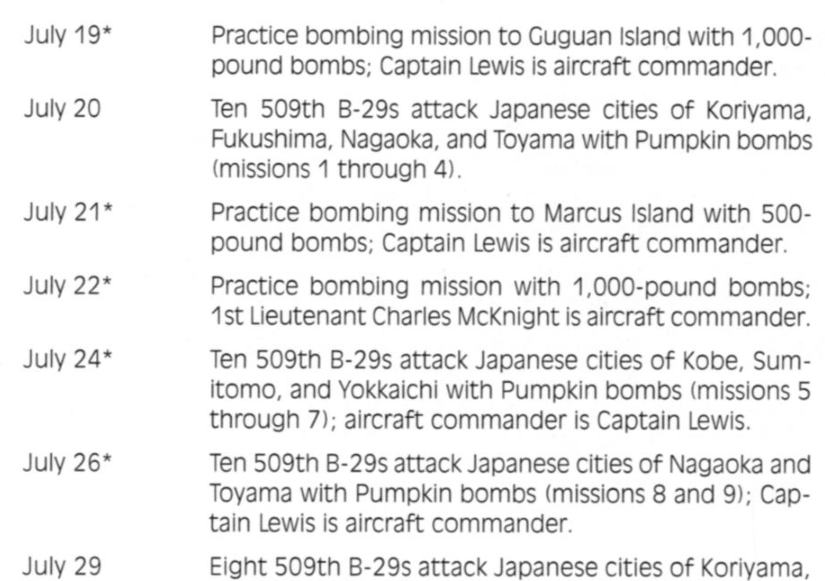 July 19* Practice bombing mission to Guguan Island with 1,000-
pound bombs; Captain Lewis is aircraft commander.
July 20 Ten 509th B-29s attack Japanese cities of Koriyama,
Fukushima, Nagaoka, and Toyama with Pumpkin bombs
(missions 1 through 4).
July 21* Practice bombing mission to Marcus Island with 500-
pound bombs; Captain Lewis is aircraft commander.
July 22* Practice bombing mission with 1,000-pound bombs;
1st Lieutenant Charles McKnight is aircraft commander.
July 24* Ten 509th B-29s attack Japanese cities of Kobe, Sum-
itomo, and Yokkaichi with Pumpkin bombs (missions 5
through 7); aircraft commander is Captain Lewis.
July 26* Ten 509th B-29s attack Japanese cities of Nagaoka and
Toyama with Pumpkin bombs (missions 8 and 9); Cap-
tain Lewis is aircraft commander.
July 29 Eight 509th B-29s attack Japanese cities of Koriyama,